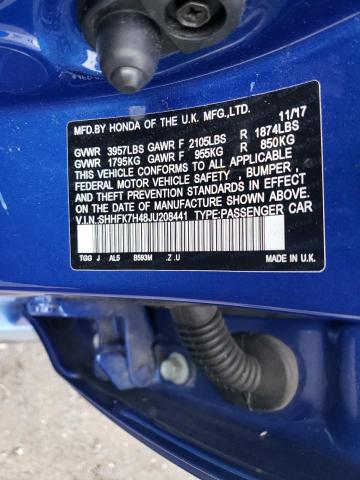 MFD.BY HONDA OF THE U.K. MFG.,LTD. 11/17
GVWR 3957LBS GAWR F 2105LBS R 1874LBS
GVWR 1795KG GAWR F 955KG R 850KG
THIS VEHICLE CONFORMS TO ALL APPLICABLE
FEDERAL MOTOR VEHICLE SAFETY, BUMPER,
AND THEFT PREVENTION STANDARDS IN EFFECT
ON THE DATE OF MANUFACTURE SHOWN ABOVE.
V.I.N.:SHHFK7H48JU208441 TYPE:PASSENGER CAR
TGG J AL5 B593M .Z .U MADE IN U.K.